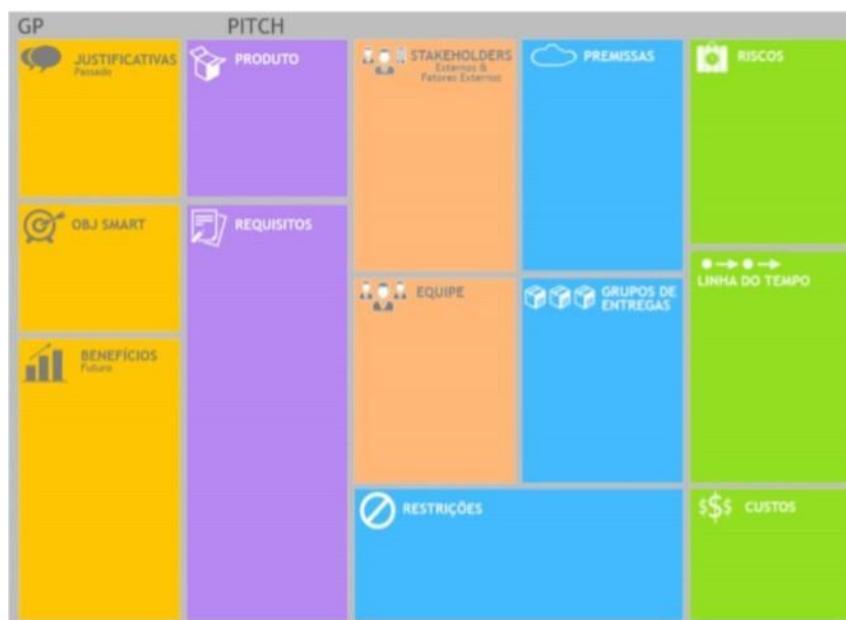 GP
PITCH
JUSTIFICATIVAS
Passado
OBJ SMART
BENEFÍCIOS
Futuro
PRODUTO
REQUISITOS
STAKEHOLDERS
Externos &
Fatores Externos
EQUIPE
PREMISSAS
GRUPOS DE
ENTREGAS
RESTRIÇÕES
RISCOS
LINHA DO TEMPO
$$$ CUSTOS